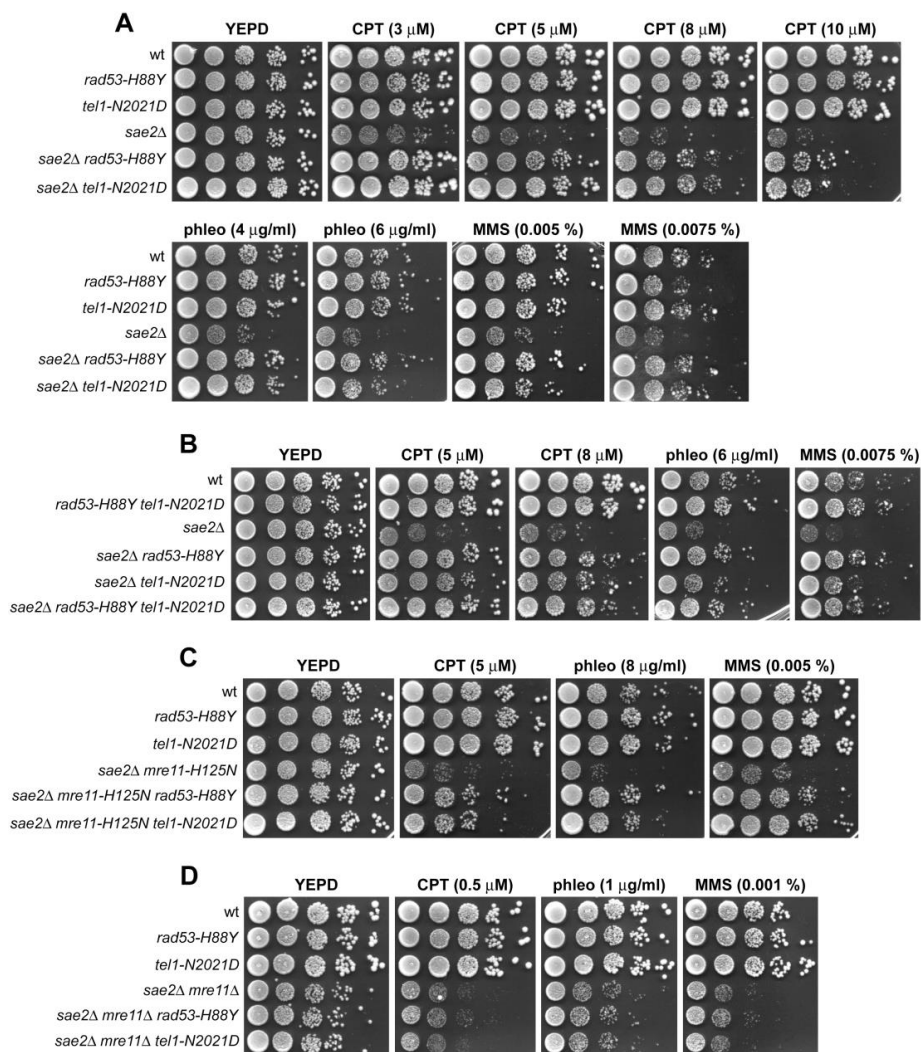 A
YEPD CPT (3 μM) CPT (5 μM) CPT (8 μM) CPT (10 μM)
wt
rad53-H88Y
tel1-N2021D
sae2Δ
sae2Δ rad53-H88Y
sae2Δ tel1-N2021D
phleo (4 μg/ml) phleo (6 μg/ml) MMS (0.005 %) MMS (0.0075 %)
wt
rad53-H88Y
tel1-N2021D
sae2Δ
sae2Δ rad53-H88Y
sae2Δ tel1-N2021D
B
YEPD CPT (5 μM) CPT (8 μM) phleo (6 μg/ml) MMS (0.0075 %)
wt
rad53-H88Y tel1-N2021D
sae2Δ
sae2Δ rad53-H88Y
sae2Δ tel1-N2021D
sae2Δ rad53-H88Y tel1-N2021D
C
YEPD CPT (5 μM) phleo (8 μg/ml) MMS (0.005 %)
wt
rad53-H88Y
tel1-N2021D
sae2Δ mre11-H125N
sae2Δ mre11-H125N rad53-H88Y
sae2Δ mre11-H125N tel1-N2021D
D
YEPD CPT (0.5 μM) phleo (1 μg/ml) MMS (0.001 %)
wt
rad53-H88Y
tel1-N2021D
sae2Δ mre11Δ
sae2Δ mre11Δ rad53-H88Y
sae2Δ mre11Δ tel1-N2021D